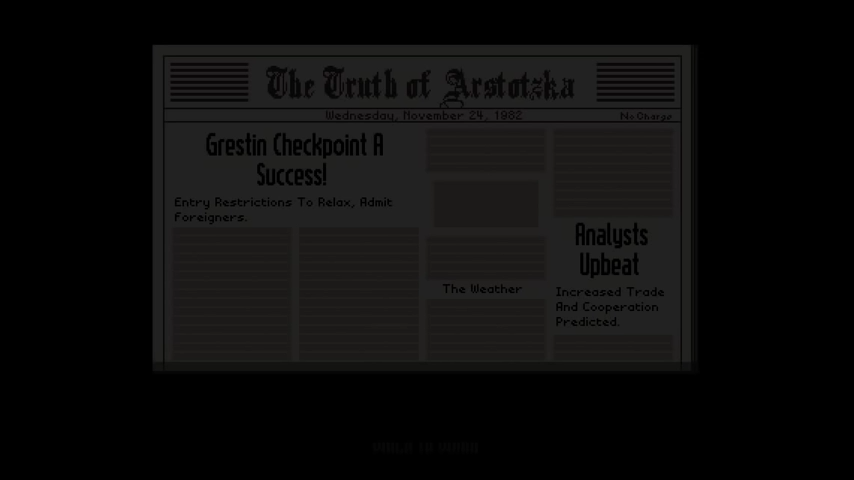 The Truth of Arstotzka
Wednesday, November 24, 1982
No Charge
Grestin Checkpoint A
Success!
Entry Restrictions To Relax, Admit
Foreigners.
The Weather
Analysts
Upbeat
Increased Trade
And Cooperation
Predicted.